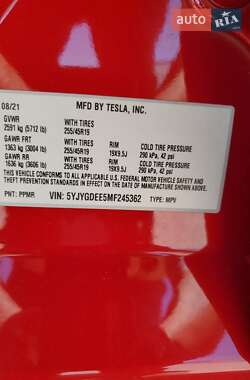 auto RIA
08/21 MFD BY TESLA, INC.
GVWR
2591 kg (5712 lb) WITH TIRES 255/45R19
GAWR FRT WITH TIRES RIM COLD TIRE PRESSURE
1363 kg (3004 lb) 255/45R19 19X9.5J 290 kPa, 42 psi
GAWR RR WITH TIRES RIM COLD TIRE PRESSURE
1636 kg (3606 lb) 255/45R19 19X9.5J 290 kPa, 42 psi
THIS VEHICLE CONFORMS TO ALL APPLICABLE U.S. FEDERAL MOTOR VEHICLE SAFETY AND
THEFT PREVENTION STANDARDS IN EFFECT ON THE DATE OF MANUFACTURE SHOWN ABOVE.
PNT: PPMR VIN: 5YJYGDEE5MF245362 TYPE: MPV